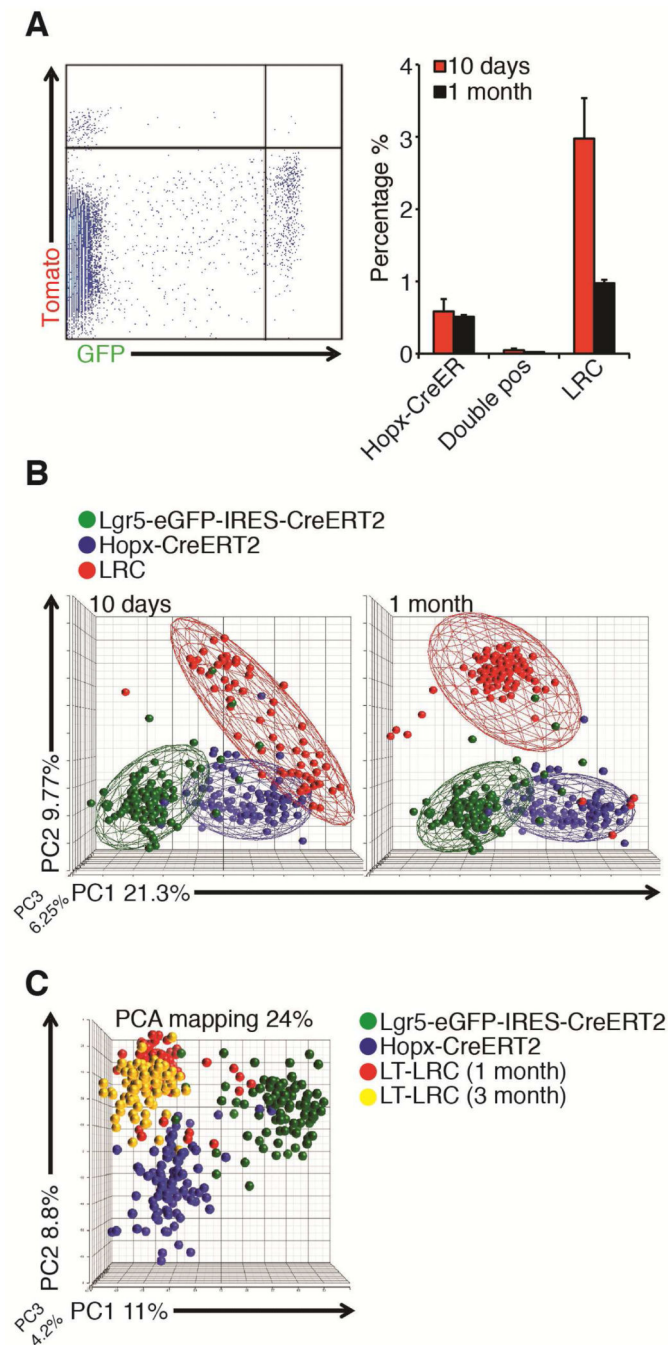 A
Tomato
GFP
Percentage %
4
3
2
1
0
10 days
1 month
Hopx-CreER
Double pos
LRC
B
Lgr5-eGFP-IRES-CreERT2
Hopx-CreERT2
LRC
10 days
1 month
PC2 9.77%
PC3
6.25%
PC1 21.3%
C
PCA mapping 24%
Lgr5-eGFP-IRES-CreERT2
Hopx-CreERT2
LT-LRC (1 month)
LT-LRC (3 month)
PC2 8.8%
PC3
4.2%
PC1 11%